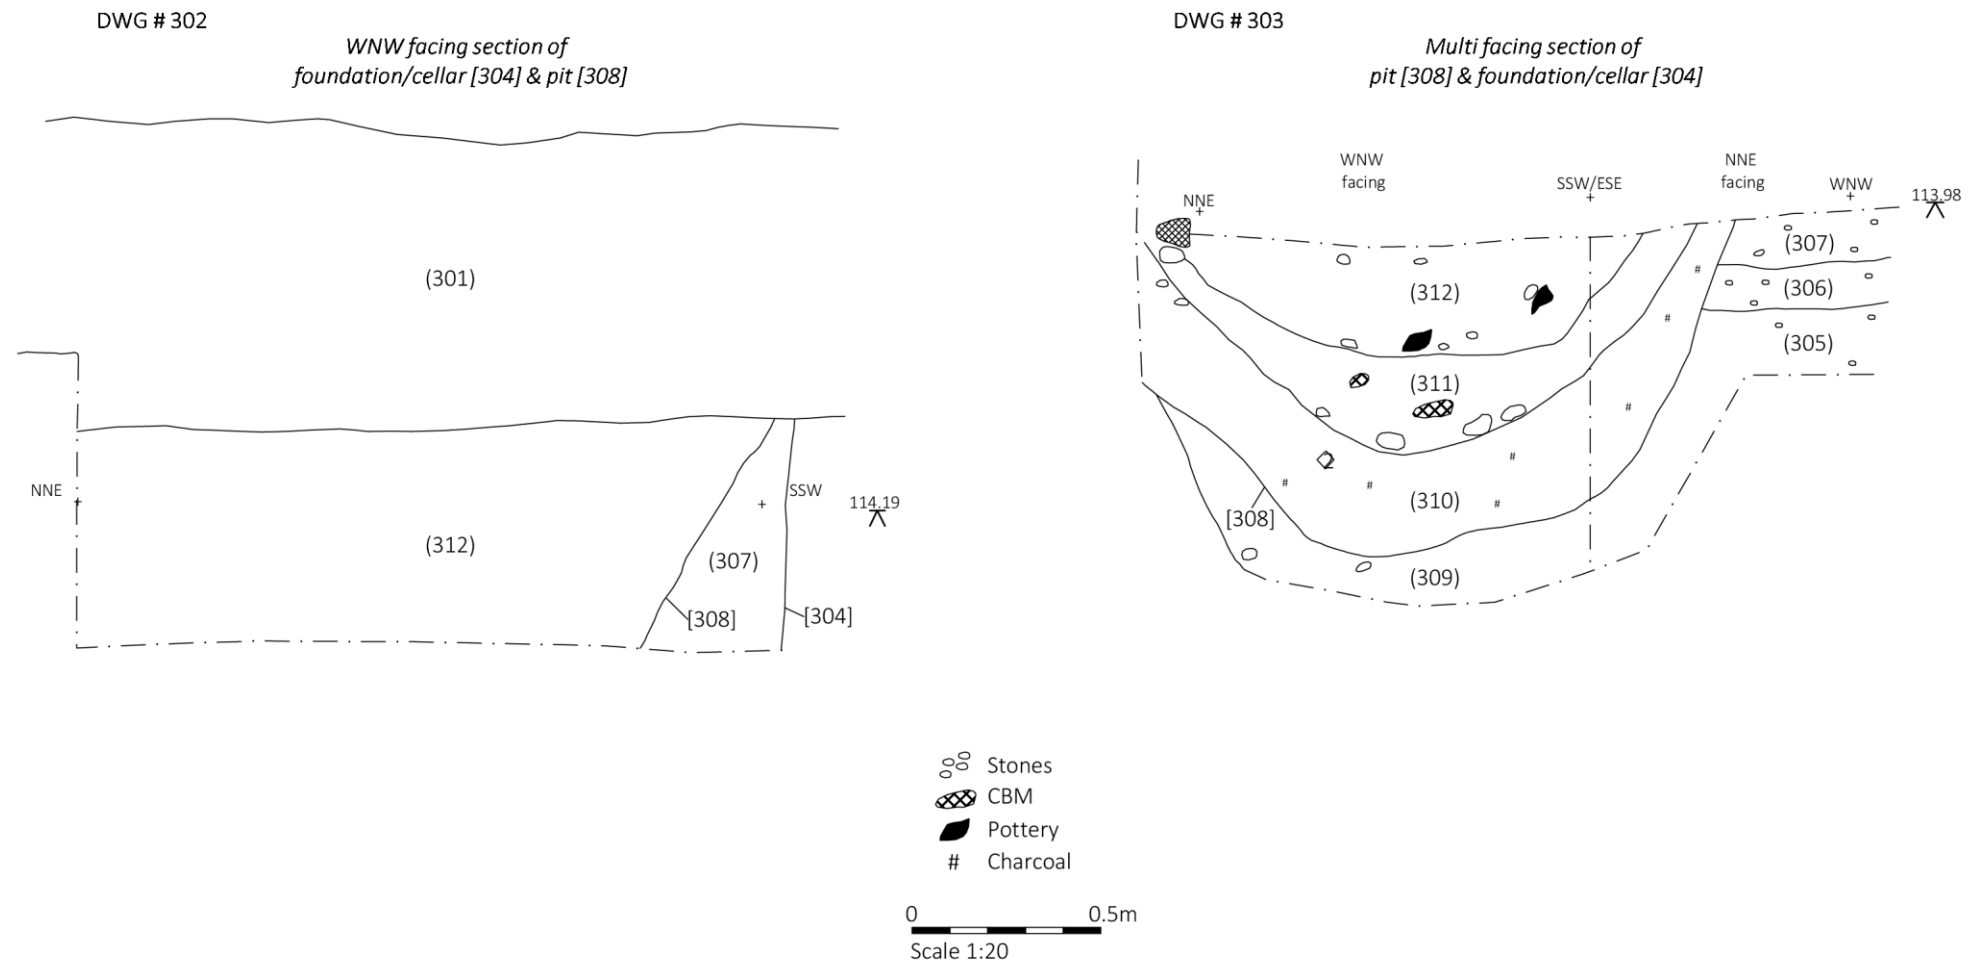 DWG # 302
WNW facing section of
foundation/cellar [304] & pit [308]
(301)
NNE
SSW
114.19
(312)
(307)
[308]
[304]
DWG # 303
Multi facing section of
pit [308] & foundation/cellar [304]
WNW
facing
NNE
facing
SSW/ESE
WNW
NNE
113.98
(307)
(312)
(306)
(305)
(311)
2
#
#
#
#
#
#
#
(310)
[308]
(309)
Stones
CBM
Pottery
# Charcoal
0 0.5m
Scale 1:20